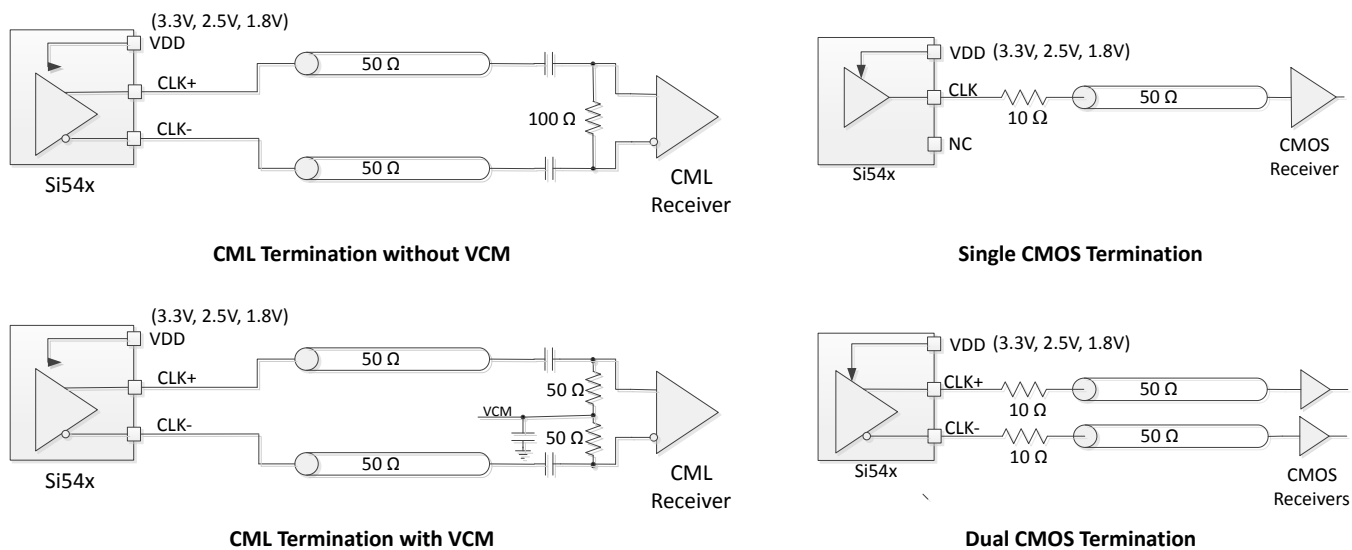 (3.3V, 2.5V, 1.8V)
VDD
CLK+
CLK-
50 Ω
50 Ω
100 Ω
Si54x
CML
Receiver
CML Termination without VCM
VDD (3.3V, 2.5V, 1.8V)
CLK
10 Ω
50 Ω
NC
Si54x
CMOS
Receiver
Single CMOS Termination
(3.3V, 2.5V, 1.8V)
VDD
CLK+
CLK-
50 Ω
50 Ω
50 Ω
VCM
50 Ω
Si54x
CML
Receiver
CML Termination with VCM
VDD (3.3V, 2.5V, 1.8V)
CLK+
10 Ω
50 Ω
CLK-
10 Ω
50 Ω
Si54x
CMOS
Receivers
Dual CMOS Termination